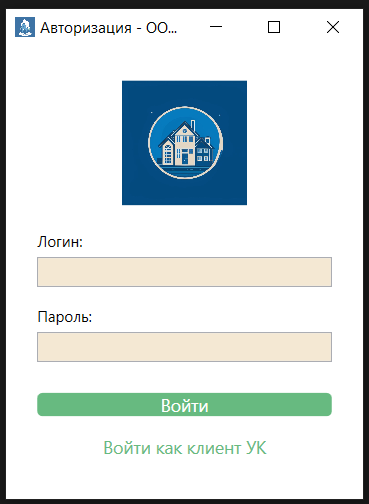 Авторизация - ОО...
Логин:
Пароль:
Войти
Войти как клиент УК